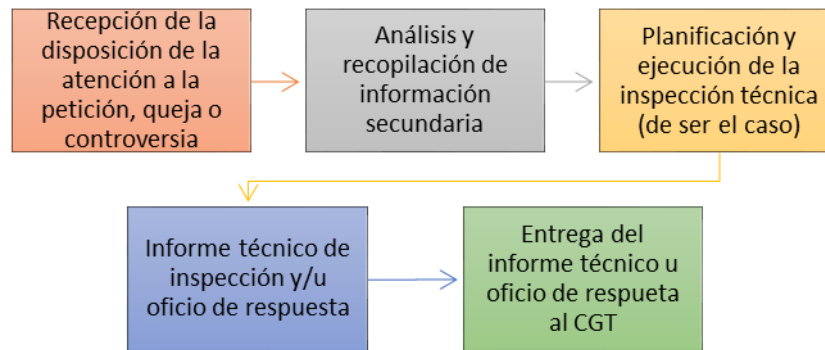 Recepción de la
disposición de la
atención a la
petición, queja o
controversia
Análisis y
recopilación de
información
secundaria
Planificación y
ejecución de la
inspección técnica
(de ser el caso)
Informe técnico de
inspección y/u
oficio de respuesta
Entrega del
informe técnico u
oficio de respueta
al CGT